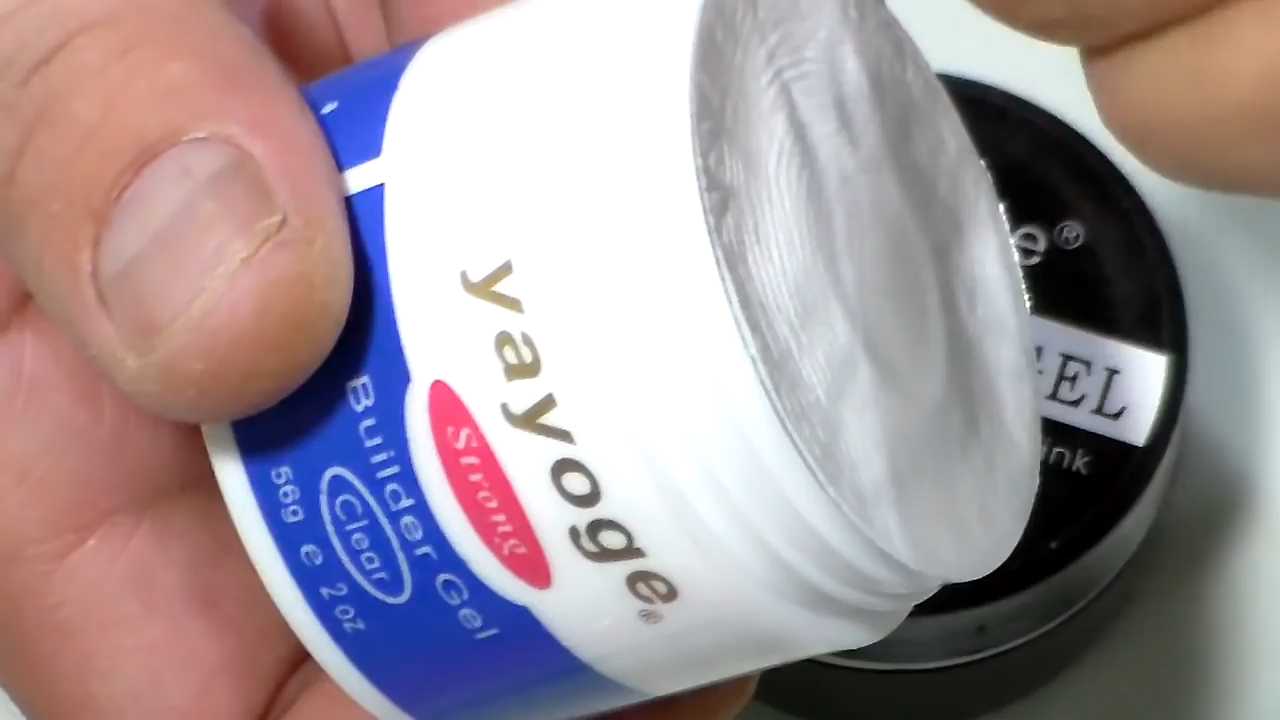 yayoge®
Strong
Builder Gel
Clear
56g e 2 oz
e®
GEL
ink